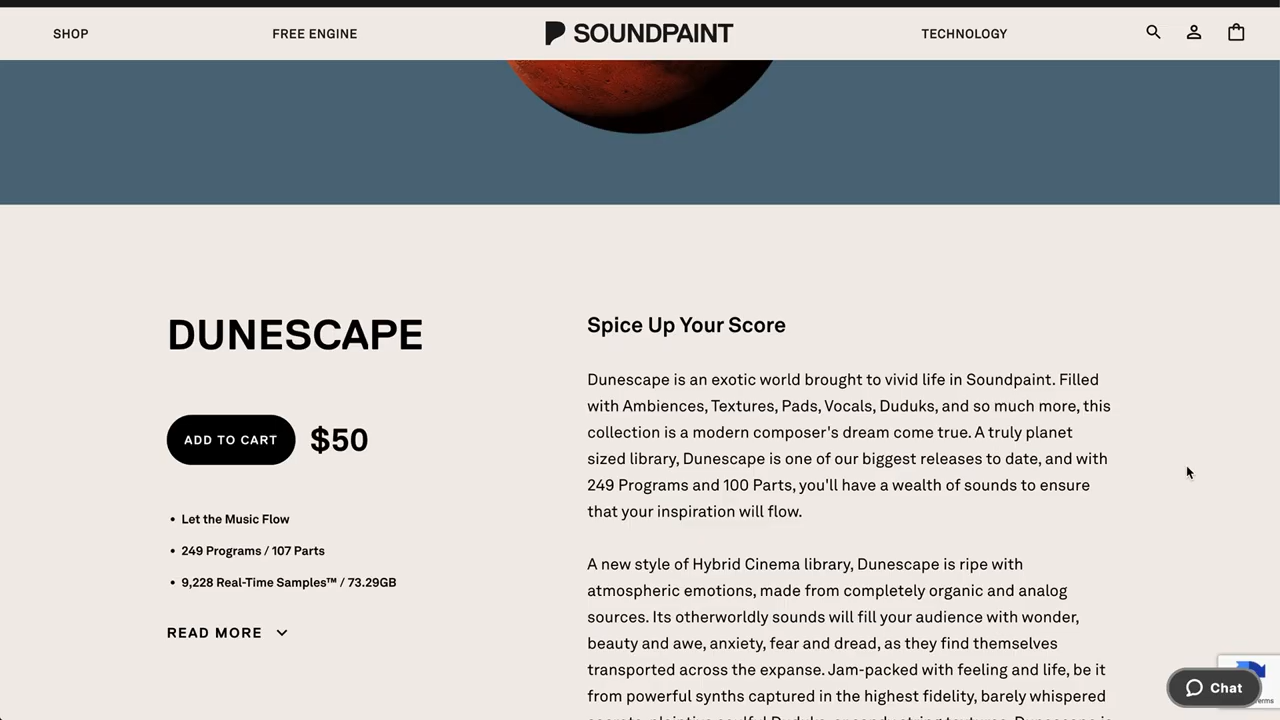 SHOP
FREE ENGINE
SOUNDPAINT
TECHNOLOGY
DUNESCAPE
ADD TO CART
$50
• Let the Music Flow
• 249 Programs / 107 Parts
• 9,228 Real-Time Samples™ / 73.29GB
READ MORE
Spice Up Your Score
Dunescape is an exotic world brought to vivid life in Soundpaint. Filled
with Ambiences, Textures, Pads, Vocals, Duduks, and so much more, this
collection is a modern composer's dream come true. A truly planet
sized library, Dunescape is one of our biggest releases to date, and with
249 Programs and 100 Parts, you'll have a wealth of sounds to ensure
that your inspiration will flow.
A new style of Hybrid Cinema library, Dunescape is ripe with
atmospheric emotions, made from completely organic and analog
sources. Its otherworldly sounds will fill your audience with wonder,
beauty and awe, anxiety, fear and dread, as they find themselves
transported across the expanse. Jam-packed with feeling and life, be it
from powerful synths captured in the highest fidelity, barely whispered
Chat